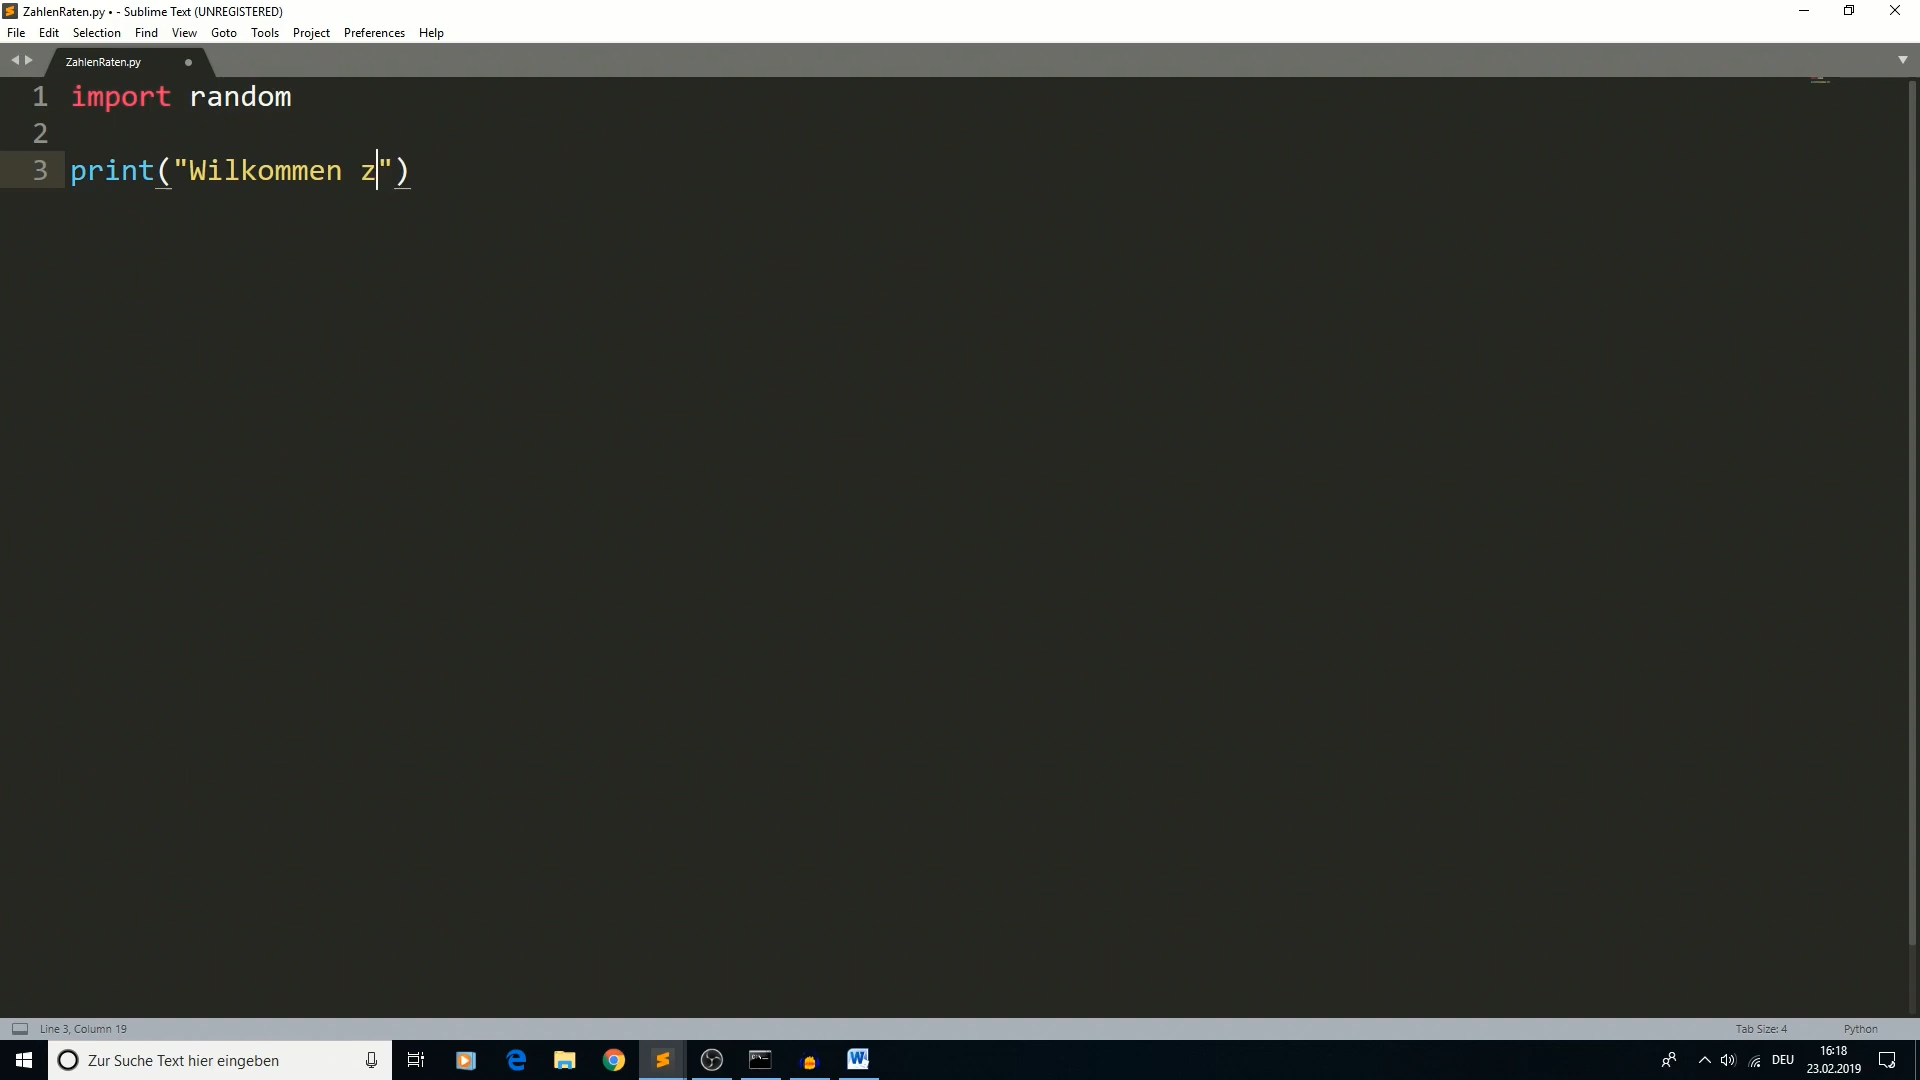 ZahlenRaten.py • - Sublime Text (UNREGISTERED)
File Edit Selection Find View Goto Tools Project Preferences Help
ZahlenRaten.py
1 import random
2
3 print("Wilkommen z")
Line 3, Column 19
Tab Size: 4
Python
Zur Suche Text hier eingeben
DEU
16:18
23.02.2019